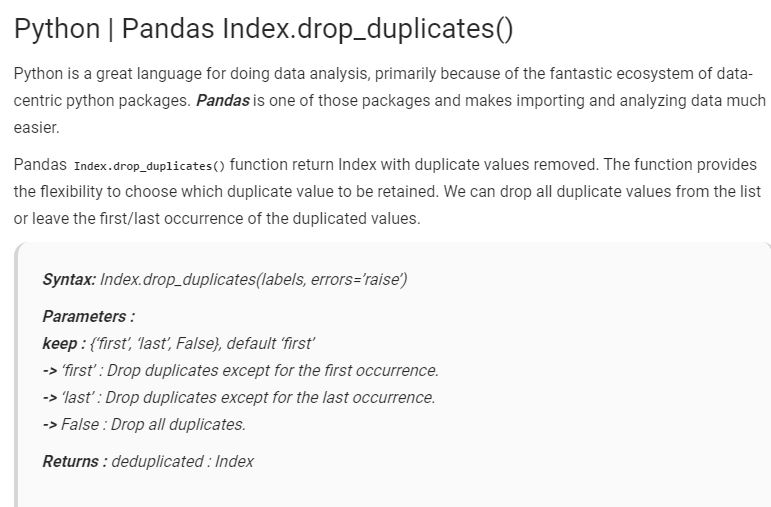 Python | Pandas Index.drop_duplicates()
Python is a great language for doing data analysis, primarily because of the fantastic ecosystem of data-
centric python packages. Pandas is one of those packages and makes importing and analyzing data much
easier.
Pandas Index.drop_duplicates() function return Index with duplicate values removed. The function provides
the flexibility to choose which duplicate value to be retained. We can drop all duplicate values from the list
or leave the first/last occurrence of the duplicated values.
Syntax: Index.drop_duplicates(labels, errors=’raise’)
Parameters :
keep : {‘first’, ‘last’, False}, default ‘first’
-> ‘first’ : Drop duplicates except for the first occurrence.
-> ‘last’ : Drop duplicates except for the last occurrence.
-> False : Drop all duplicates.
Returns : deduplicated : Index